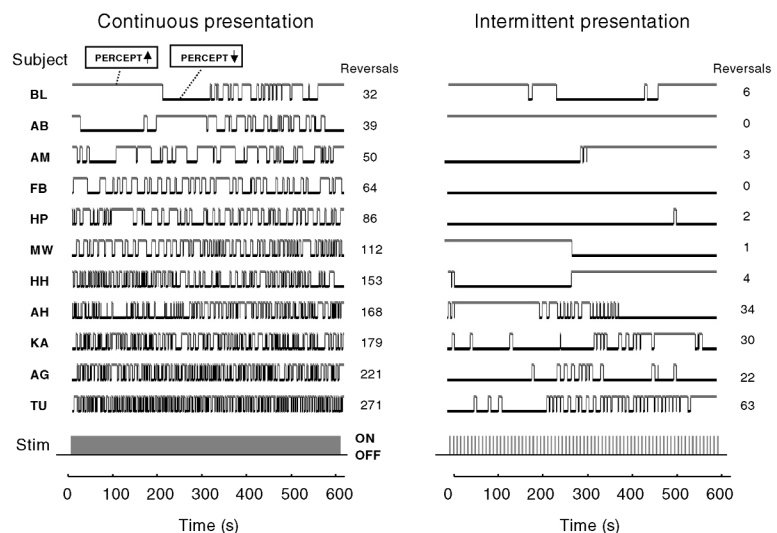 Continuous presentation
Intermittent presentation
Subject
PERCEPT
PERCEPT
Reversals
Reversals
BL 32 6
AB 39 0
AM 50 3
FB 64 0
HP 86 2
MW 112 1
HH 153 4
AH 168 34
KA 179 30
AG 221 22
TU 271 63
Stim
ON
OFF
0 100 200 300 400 500 600
0 100 200 300 400 500 600
Time (s)
Time (s)